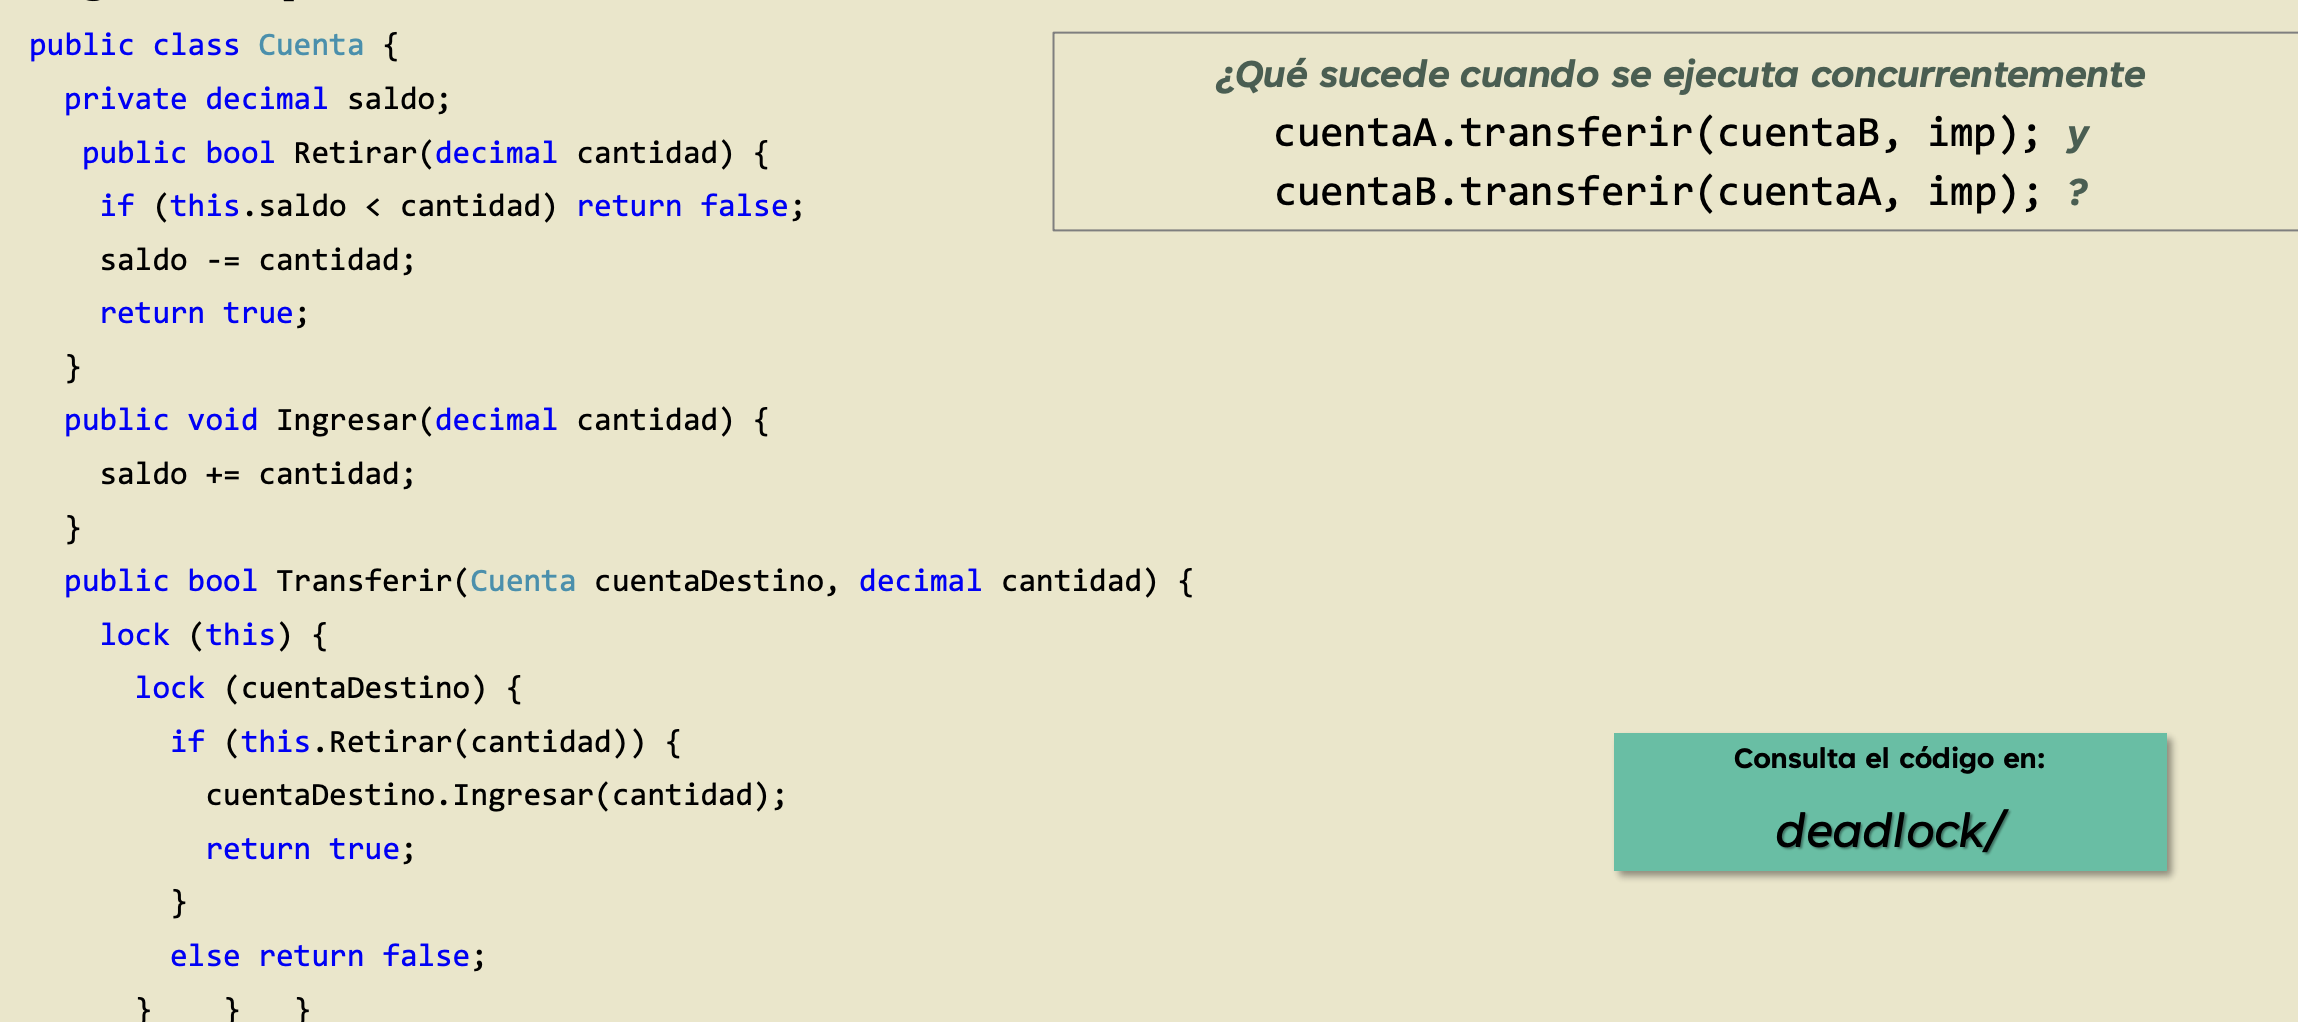 public class Cuenta {
private decimal saldo;
public bool Retirar(decimal cantidad) {
if (this.saldo < cantidad) return false;
saldo -= cantidad;
return true;
}
public void Ingresar(decimal cantidad) {
saldo += cantidad;
}
public bool Transferir(Cuenta cuentaDestino, decimal cantidad) {
lock (this) {
lock (cuentaDestino) {
if (this.Retirar(cantidad)) {
cuentaDestino.Ingresar(cantidad);
return true;
}
else return false;
} } }
¿Qué sucede cuando se ejecuta concurrentemente
cuentaA.transferir(cuentaB, imp); y
cuentaB.transferir(cuentaA, imp); ?
Consulta el código en:
deadlock/